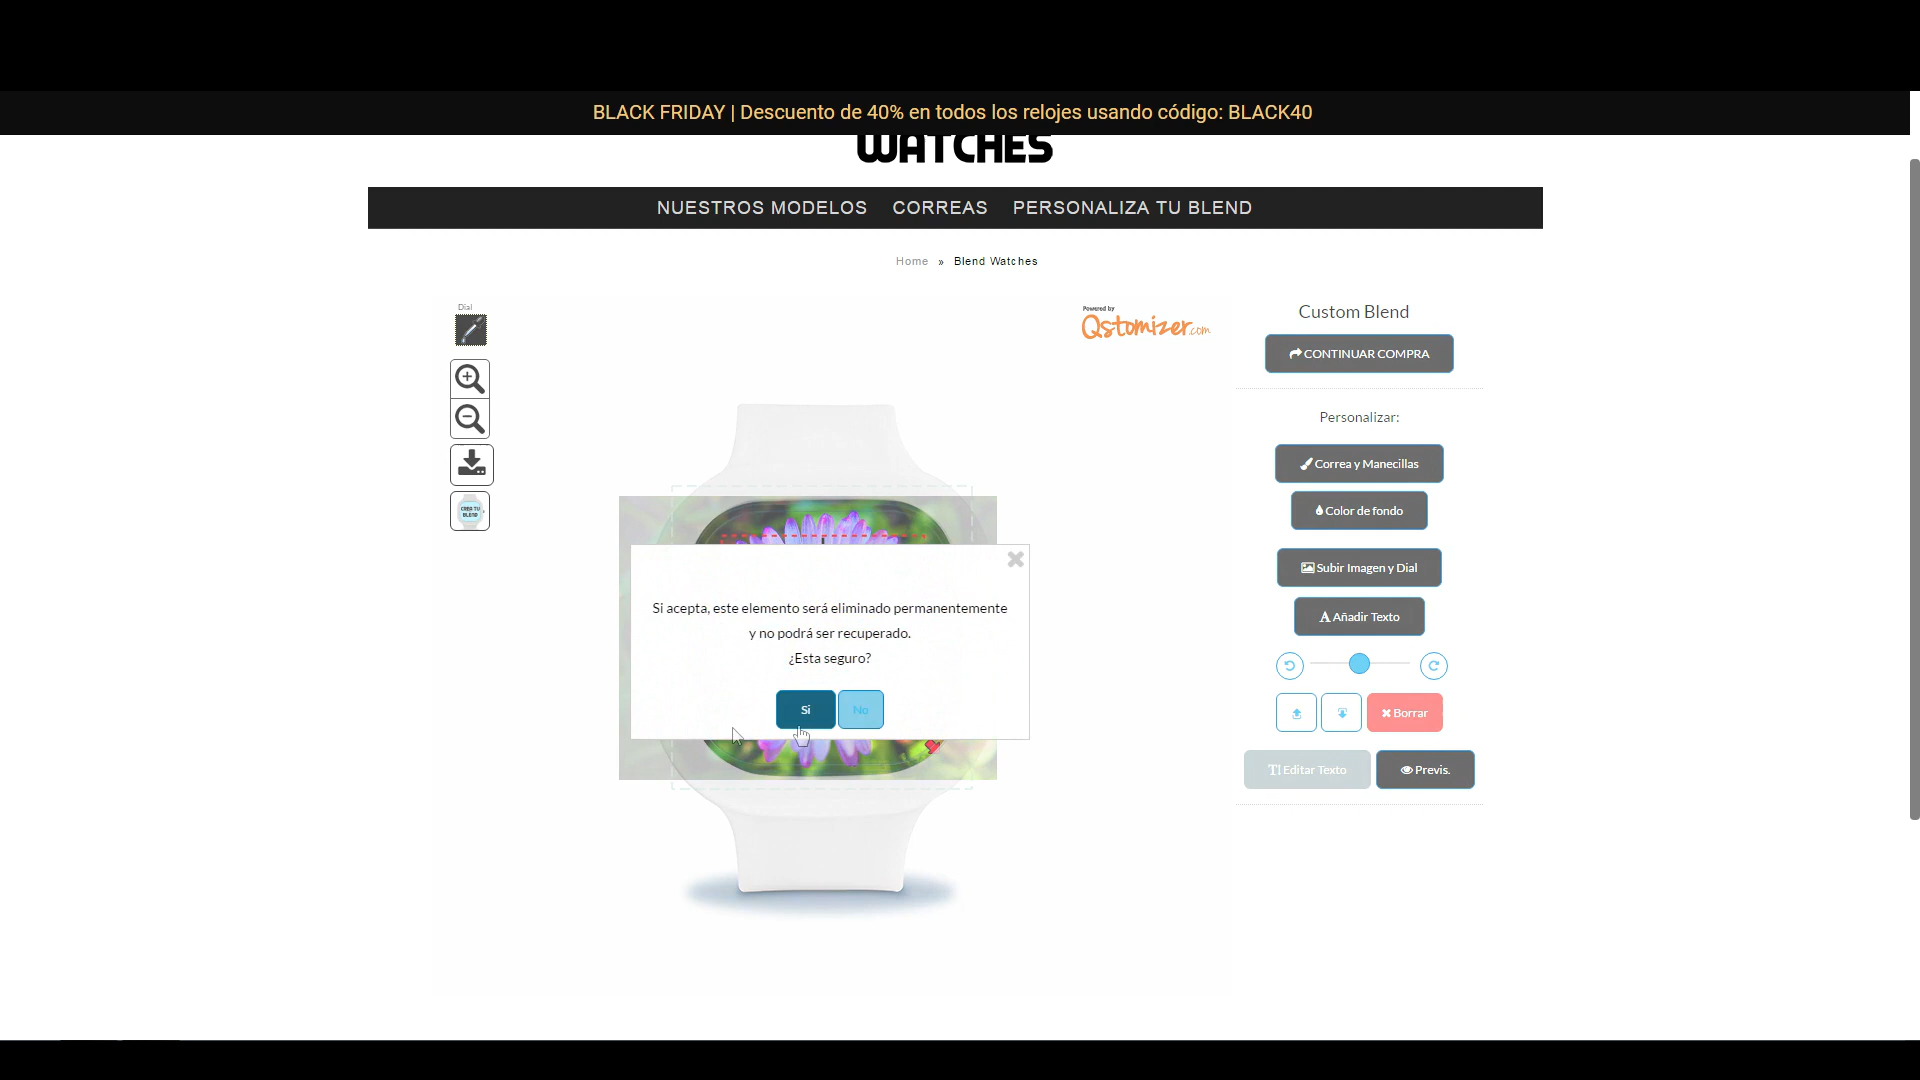 BLACK FRIDAY | Descuento de 40% en todos los relojes usando código: BLACK40
WATCHES
NUESTROS MODELOS CORREAS PERSONALIZA TU BLEND
Home » Blend Watches
Dial
Powered by
Qstomizer.com
Custom Blend
CONTINUAR COMPRA
Personalizar:
Correa y Manecillas
CREA TU
BLEND
Color de fondo
Subir Imagen y Dial
Si acepta, este elemento será eliminado permanentemente
y no podrá ser recuperado.
¿Esta seguro?
Si No
Añadir Texto
Borrar
Editar Texto
Previs.